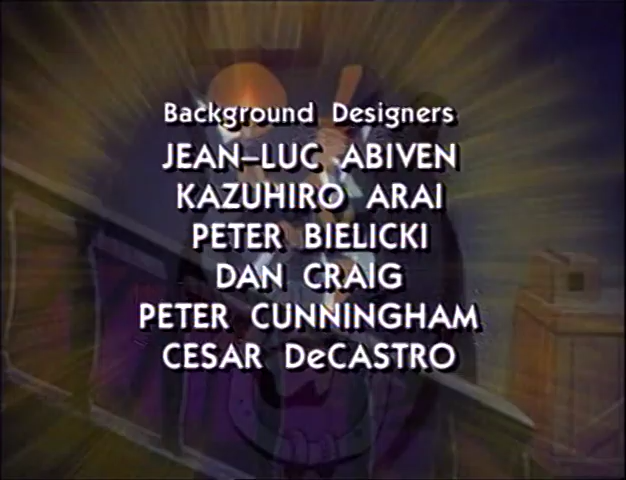 Background Designers
JEAN-LUC ABIVEN
KAZUHIRO ARAI
PETER BIELICKI
DAN CRAIG
PETER CUNNINGHAM
CESAR DeCASTRO